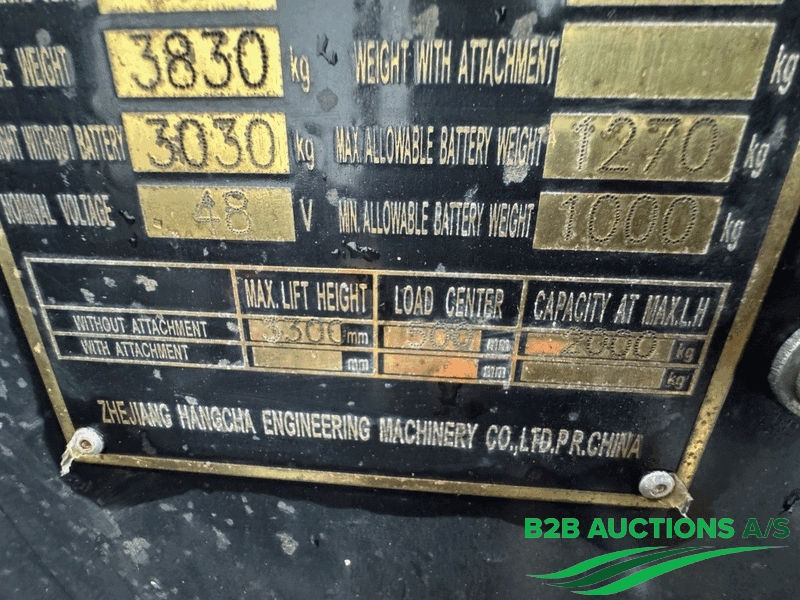 WEIGHT 3830 kg WEIGHT WITH ATTACHMENT kg
WITHOUT BATTERY 3030 kg MAX. ALLOWABLE BATTERY WEIGHT 1270 kg
NOMINAL VOLTAGE 48 V MIN. ALLOWABLE BATTERY WEIGHT 1000 kg
MAX. LIFT HEIGHT LOAD CENTER CAPACITY AT MAX.L.H
WITHOUT ATTACHMENT 3300 mm 500 mm 2000 kg
WITH ATTACHMENT mm mm kg
ZHEJIANG HANGCHA ENGINEERING MACHINERY CO.,LTD.P.R.CHINA
B2B AUCTIONS A/S